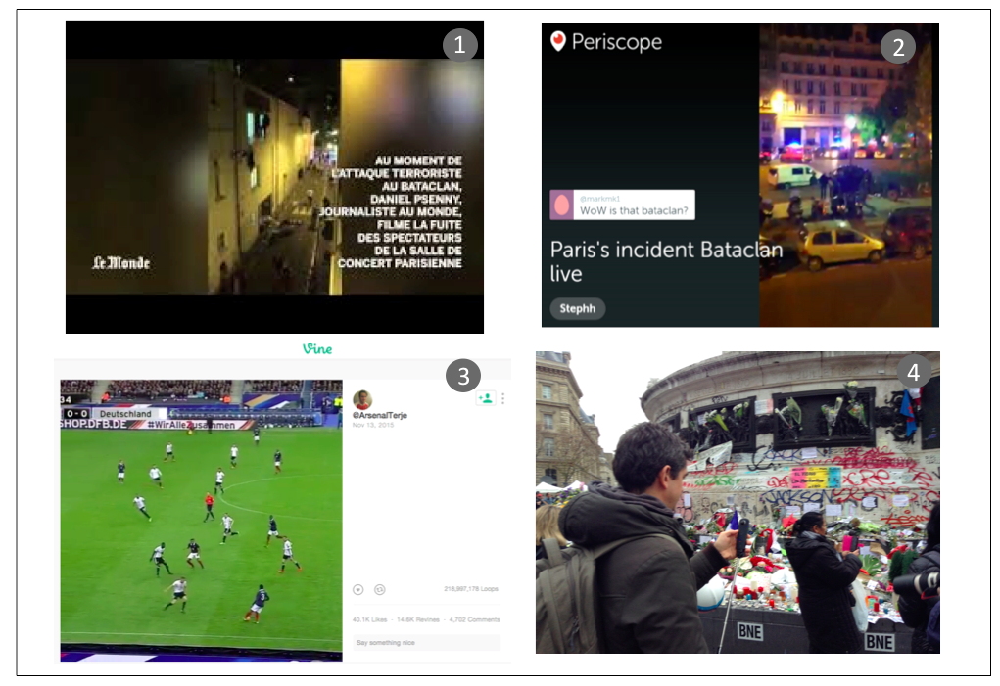 1
AU MOMENT DE
L'ATTAQUE TERRORISTE
AU BATACLAN,
DANIEL PSENNY,
JOURNALISTE AU MONDE,
FILME LA FUITE
DES SPECTATEURS
DE LA SALLE DE
CONCERT PARISIENNE
Le Monde
2
Periscope
@markmk1
WoW is that bataclan?
Paris's incident Bataclan
live
Stephh
Vine
3
34
0 - 0 Deutschland
SHOP.DFB.DE #WirAlleZusammen
@ArsenalTerje
Nov 13, 2015
218,997,178 Loops
40.1K Likes · 14.6K Revines · 4,702 Comments
Say something nice
4
JACKSON
BNE
BNE